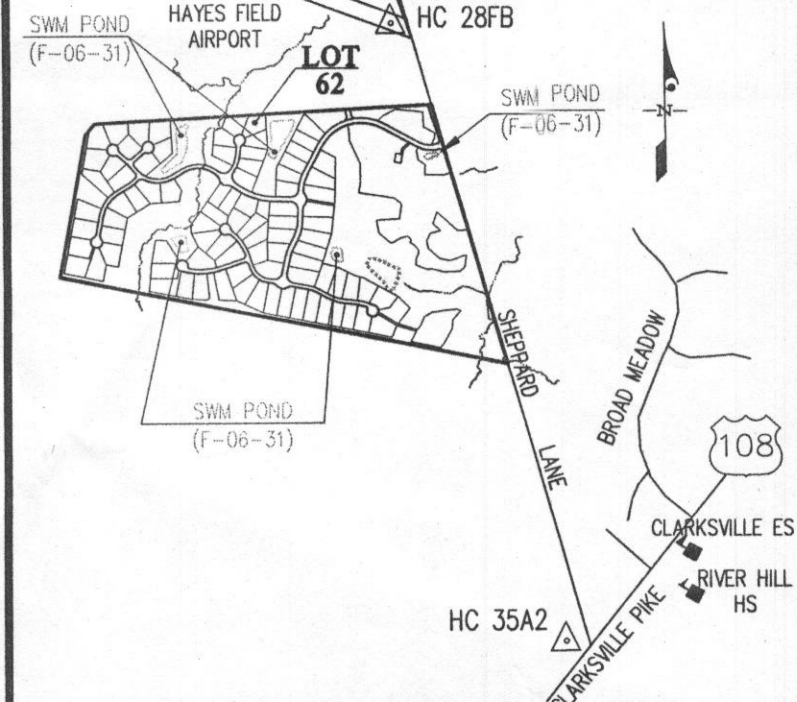 SWM POND
(F-06-31)
HAYES FIELD
AIRPORT
HC 28FB
LOT
62
SWM POND
(F-06-31)
N
SHEPPARD
LANE
BROAD MEADOW
108
SWM POND
(F-06-31)
CLARKSVILLE ES
RIVER HILL
HS
HC 35A2
CLARKSVILLE PIKE